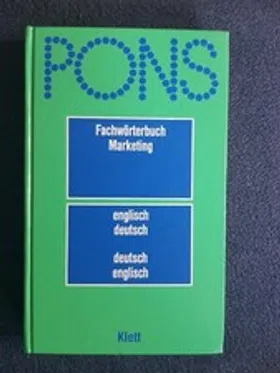 PONS
Fachwörterbuch
Marketing
englisch
deutsch
deutsch
englisch
Klett